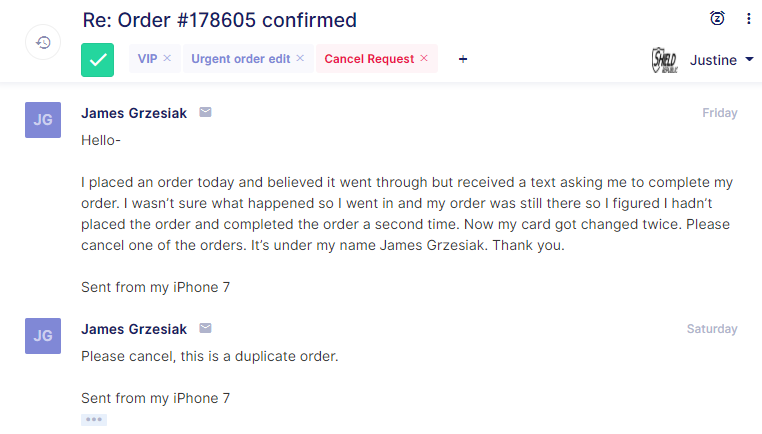 Re: Order #178605 confirmed
VIP × Urgent order edit × Cancel Request × +
SHIELD REPUBLIC Justine
JG James Grzesiak Friday
Hello-
I placed an order today and believed it went through but received a text asking me to complete my
order. I wasn't sure what happened so I went in and my order was still there so I figured I hadn't
placed the order and completed the order a second time. Now my card got changed twice. Please
cancel one of the orders. It's under my name James Grzesiak. Thank you.
Sent from my iPhone 7
JG James Grzesiak Saturday
Please cancel, this is a duplicate order.
Sent from my iPhone 7
•••